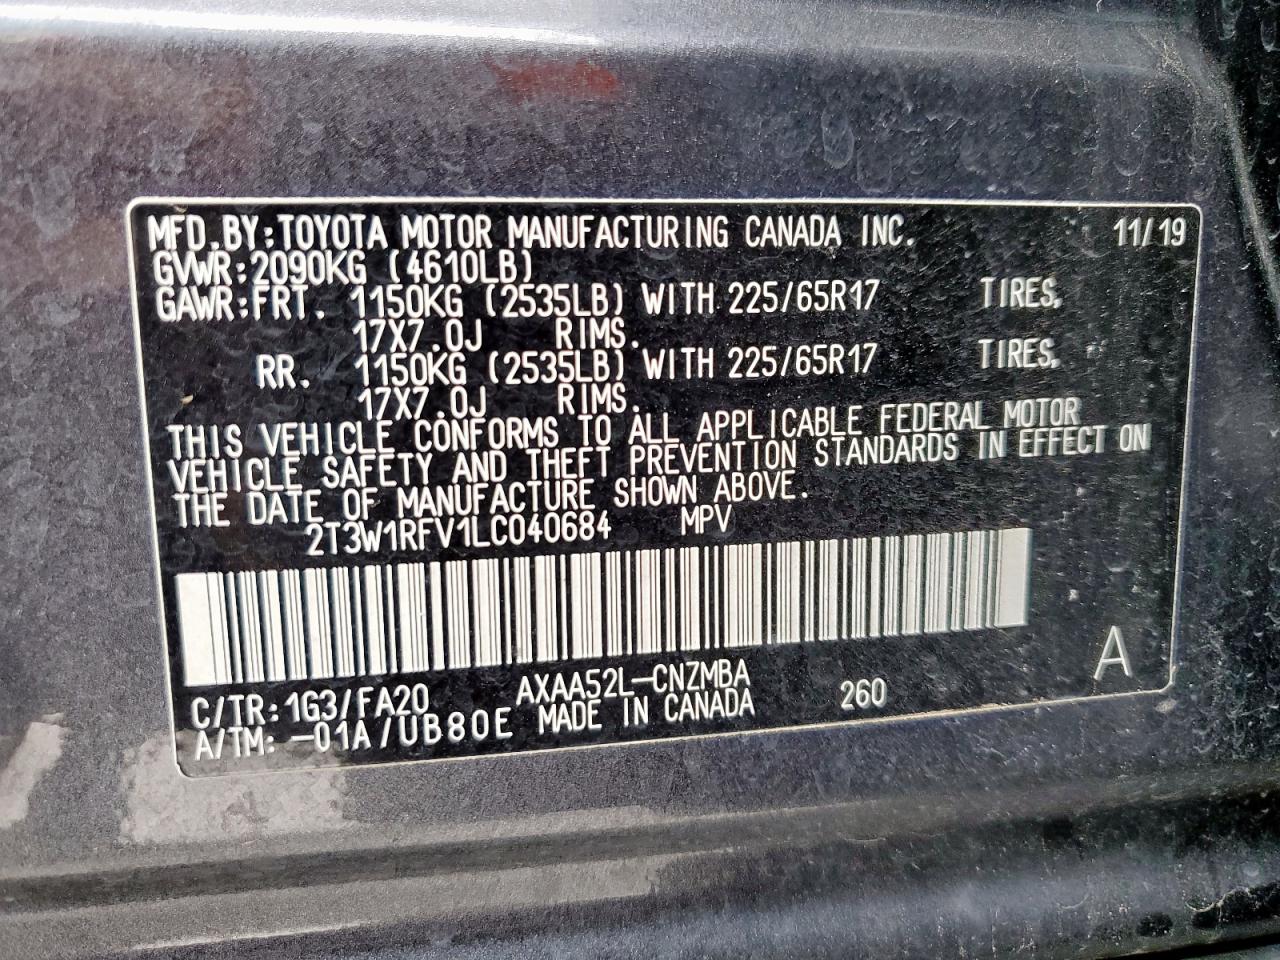 MFD.BY:TOYOTA MOTOR MANUFACTURING CANADA INC. 11/19
GVWR:2090KG (4610LB)
GAWR:FRT. 1150KG (2535LB) WITH 225/65R17 TIRES,
17X7.0J RIMS.
RR. 1150KG (2535LB) WITH 225/65R17 TIRES,
17X7.0J RIMS.
THIS VEHICLE CONFORMS TO ALL APPLICABLE FEDERAL MOTOR
VEHICLE SAFETY AND THEFT PREVENTION STANDARDS IN EFFECT ON
THE DATE OF MANUFACTURE SHOWN ABOVE.
2T3W1RFV1LC040684 MPV
C/TR:1G3/FA20 AXAA52L-CNZMBA 260 A
A/TM:-01A/UB80E MADE IN CANADA